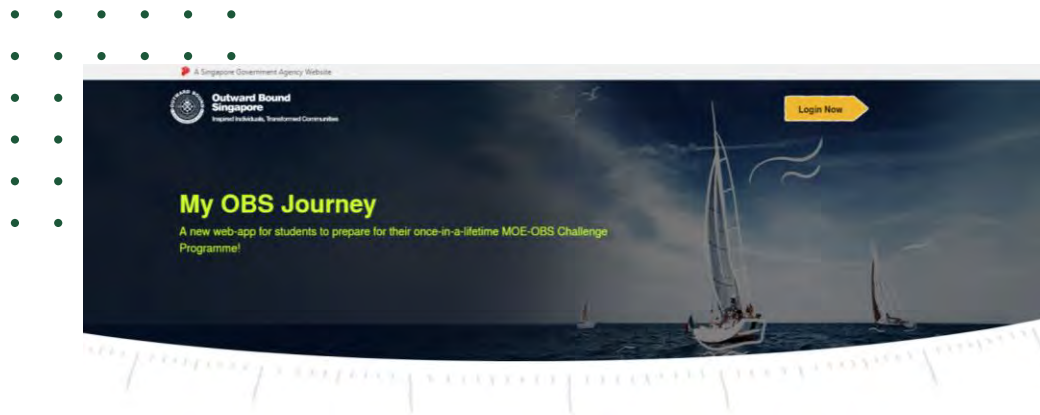 A Singapore Government Agency Website
Outward Bound
Singapore
Inspired Individuals, Transformed Communities
Login Now
My OBS Journey
A new web-app for students to prepare for their once-in-a-lifetime MOE-OBS Challenge
Programme!